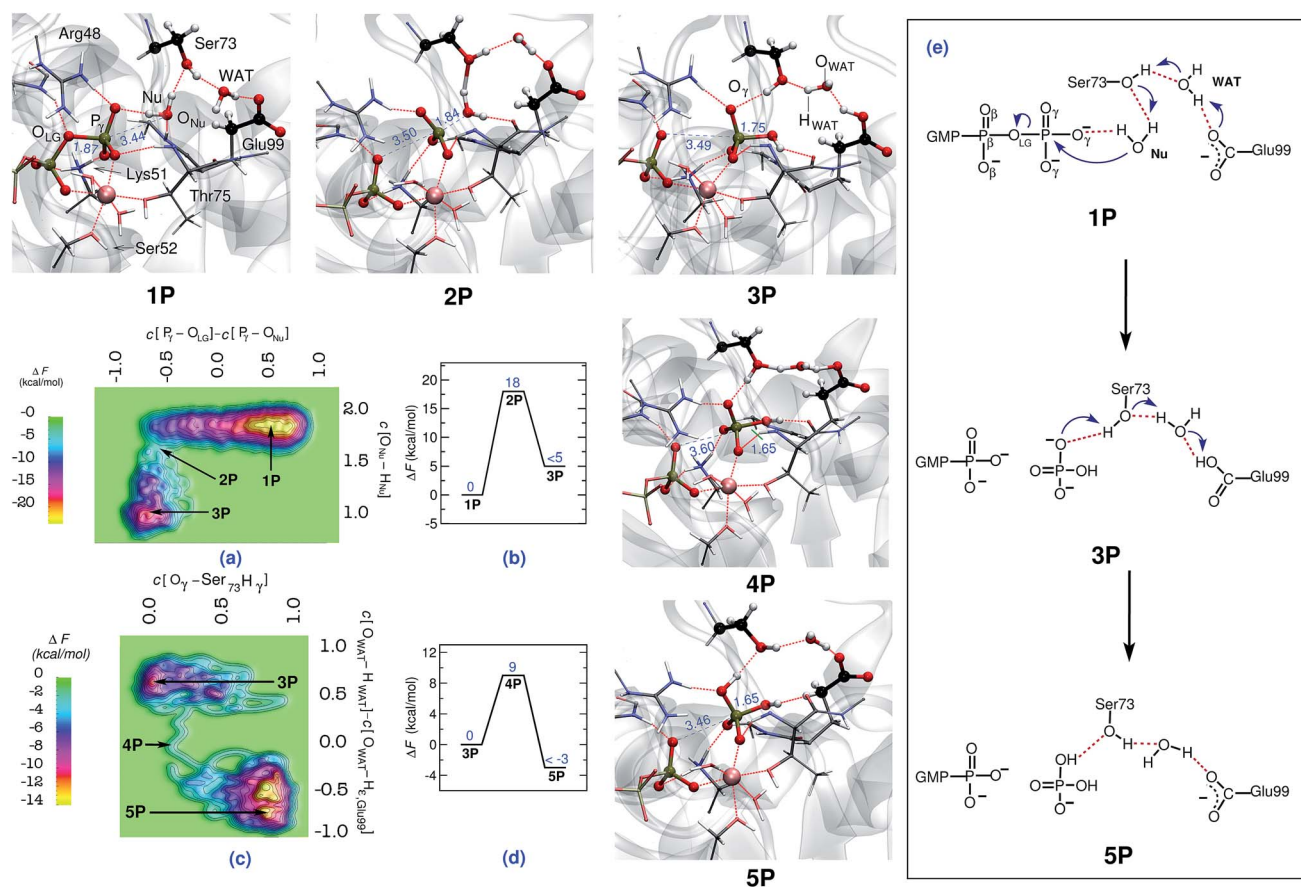 Arg48
Ser73
WAT
Nu
Pγ
OLG
ONu
3.44
1.87
Glu99
Lys51
Thr75
Ser52
1P
1.84
3.50
2P
Oγ
OWAT
HWAT
1.75
3.49
3P
c[ Pγ – OLG]–c[ Pγ – ONu]
-1.0 -0.5 0.0 0.5 1.0
Δ F
(kcal/mol)
-0
-5
-10
-15
-20
2.0
1.5
1.0
c [ONu – HNu]
2P
1P
3P
(a)
Δ F (kcal/mol)
20
15
10
5
0
-5
18
2P
<5
3P
0
1P
(b)
3.60
1.65
4P
c [Oγ –Ser73Hγ]
0.0 0.5 1.0
Δ F
(kcal/mol)
0
-2
-4
-6
-8
-10
-12
-14
1.0
0.5
0.0
-0.5
-1.0
c [OWAT– HWAT]–c [OWAT–Hε,Glu99]
3P
4P
5P
(c)
Δ F (kcal/mol)
12
8
4
0
-4
9
4P
0
3P
< -3
5P
(d)
1.65
3.46
5P
(e)
Ser73
O
H
H
O
H
WAT
Oβ
Oγ
GMP
P
O
P
O–
γ
β
LG
Oβ–
Oγ–
H
H
O
Nu
O
C
Glu99
O
–
1P
Ser73
O
H
H
O
H
–O
O
GMP
P
O–
O–
O=P
OH
O–
HO
C
Glu99
O
3P
Ser73
O
H
O
H
H
OH
O
GMP
P
O–
O–
O=P
OH
O–
O
C
Glu99
O
–
5P